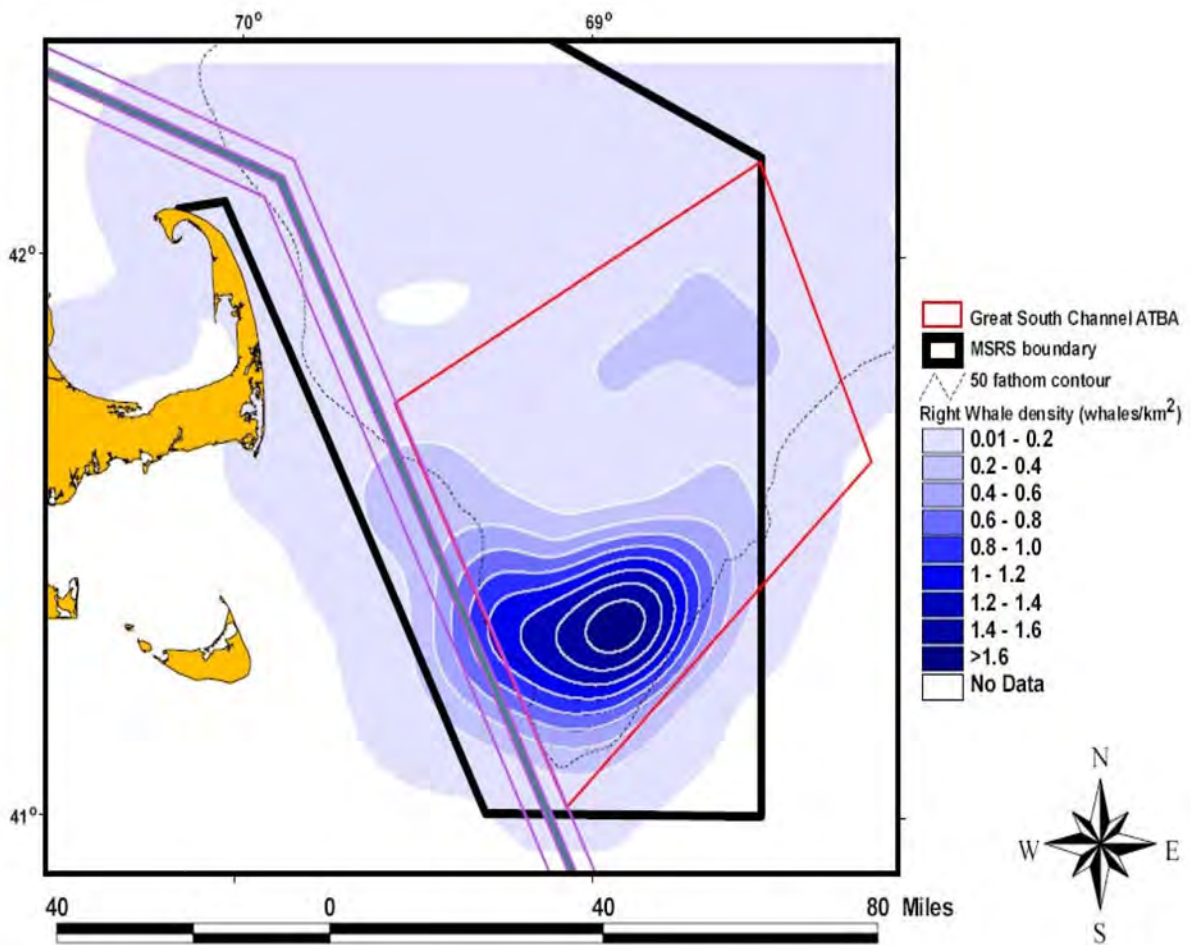 70° 69°
42°
41°
Great South Channel ATBA
MSRS boundary
50 fathom contour
Right Whale density (whales/km²)
0.01 - 0.2
0.2 - 0.4
0.4 - 0.6
0.6 - 0.8
0.8 - 1.0
1 - 1.2
1.2 - 1.4
1.4 - 1.6
>1.6
No Data
N
W E
S
40 0 40 80 Miles